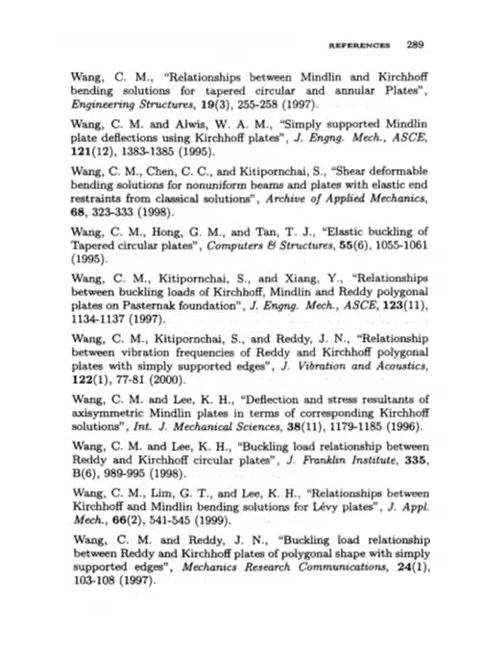 REFERENCES 289
Wang, C. M., "Relationships between Mindlin and Kirchhoff
bending solutions for tapered circular and annular Plates",
Engineering Structures, 19(3), 255-258 (1997).
Wang, C. M. and Alwis, W. A. M., "Simply supported Mindlin
plate deflections using Kirchhoff plates", J. Engng. Mech., ASCE,
121(12), 1383-1385 (1995).
Wang, C. M., Chen, C. C., and Kitipornchai, S., "Shear deformable
bending solutions for nonuniform beams and plates with elastic end
restraints from classical solutions", Archive of Applied Mechanics,
68, 323-333 (1998).
Wang, C. M., Hong, G. M., and Tan, T. J., "Elastic buckling of
Tapered circular plates", Computers & Structures, 55(6), 1055-1061
(1995).
Wang, C. M., Kitipornchai, S., and Xiang, Y., "Relationships
between buckling loads of Kirchhoff, Mindlin and Reddy polygonal
plates on Pasternak foundation", J. Engng. Mech., ASCE, 123(11),
1134-1137 (1997).
Wang, C. M., Kitipornchai, S., and Reddy, J. N., "Relationship
between vibration frequencies of Reddy and Kirchhoff polygonal
plates with simply supported edges", J. Vibration and Acoustics,
122(1), 77-81 (2000).
Wang, C. M. and Lee, K. H., "Deflection and stress resultants of
axisymmetric Mindlin plates in terms of corresponding Kirchhoff
solutions", Int. J. Mechanical Sciences, 38(11), 1179-1185 (1996).
Wang, C. M. and Lee, K. H., "Buckling load relationship between
Reddy and Kirchhoff circular plates", J. Franklin Institute, 335,
B(6), 989-995 (1998).
Wang, C. M., Lim, G. T., and Lee, K. H., "Relationships between
Kirchhoff and Mindlin bending solutions for Lévy plates", J. Appl.
Mech., 66(2), 541-545 (1999).
Wang, C. M. and Reddy, J. N., "Buckling load relationship
between Reddy and Kirchhoff plates of polygonal shape with simply
supported edges", Mechanics Research Communications, 24(1),
103-108 (1997).